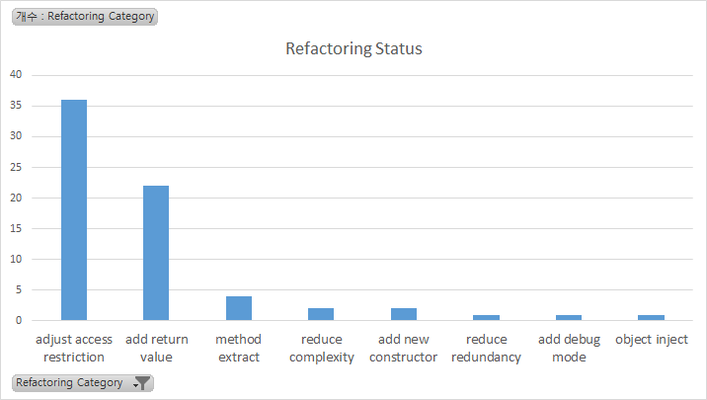 개수 : Refactoring Category
Refactoring Status
40
35
30
25
20
15
10
5
0
adjust access
restriction
add return
value
method
extract
reduce
complexity
add new
constructor
reduce
redundancy
add debug
mode
object inject
Refactoring Category